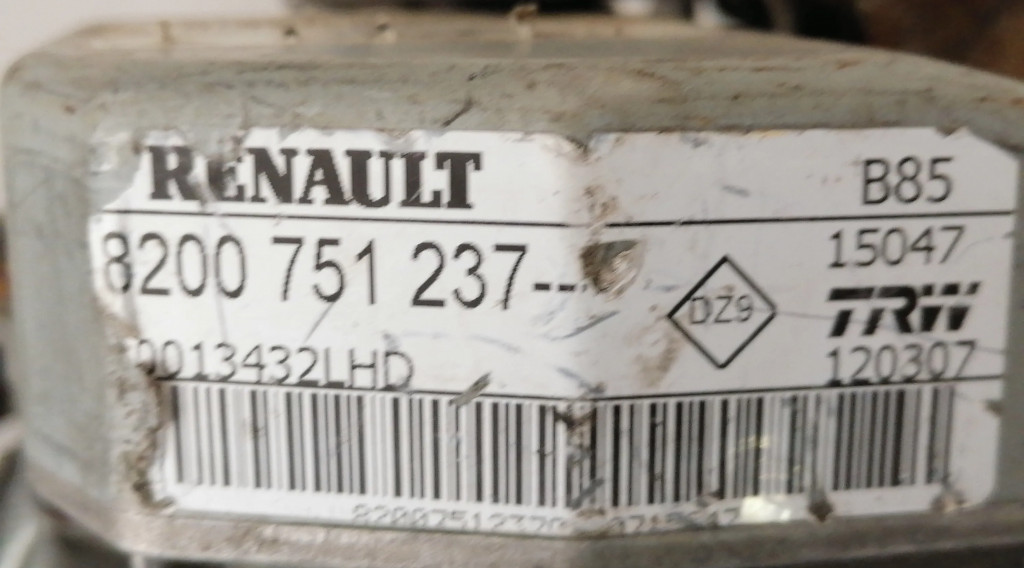 RENAULT B85
8200 751 237--
15047
DZ9
TRW
0013432LHD 120307